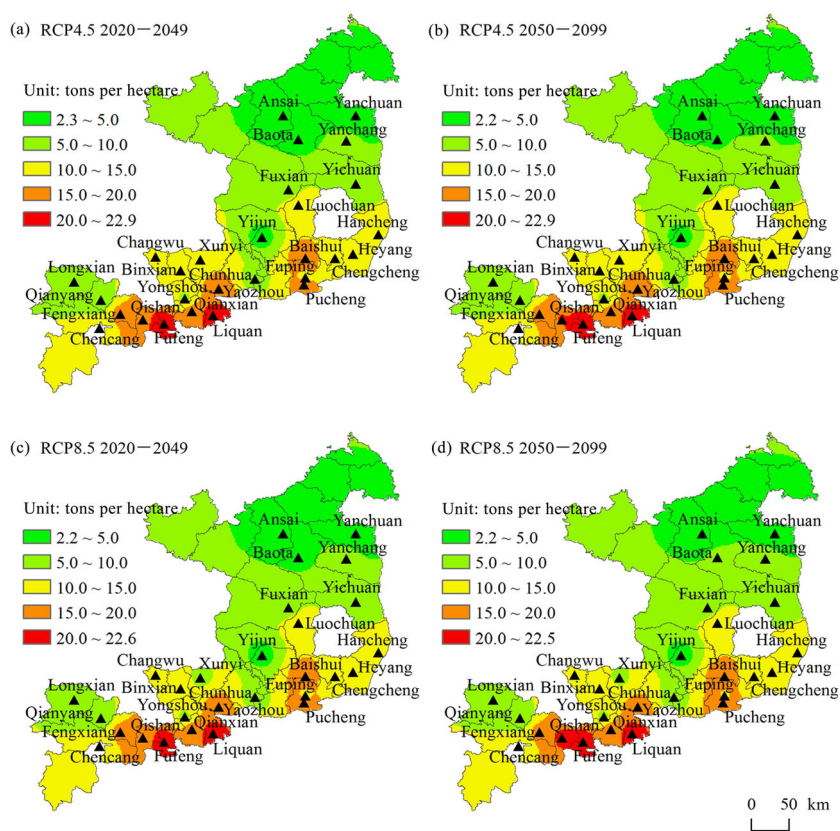 (a) RCP4.5 2020—2049
Unit: tons per hectare
2.3 ~ 5.0
5.0 ~ 10.0
10.0 ~ 15.0
15.0 ~ 20.0
20.0 ~ 22.9
Ansai
Yanchuan
Baota
Yanchang
Fuxian
Yichuan
Luochuan
Yijun
Hancheng
Changwu
Xunyi
Baishui
Heyang
Longxian
Binxian
Chunhua
Fuping
Chengcheng
Qianyang
Yongshou
Yaozhou
Fengxiang
Qishan
Qianxian
Pucheng
Chencang
Fufeng
Liquan
(b) RCP4.5 2050—2099
Unit: tons per hectare
2.2 ~ 5.0
5.0 ~ 10.0
10.0 ~ 15.0
15.0 ~ 20.0
20.0 ~ 22.9
Ansai
Yanchuan
Baota
Yanchang
Fuxian
Yichuan
Luochuan
Yijun
Hancheng
Changwu
Xunyi
Baishui
Heyang
Longxian
Binxian
Chunhua
Fuping
Chengcheng
Qianyang
Yongshou
Yaozhou
Fengxiang
Qishan
Qianxian
Pucheng
Chencang
Fufeng
Liquan
(c) RCP8.5 2020—2049
Unit: tons per hectare
2.2 ~ 5.0
5.0 ~ 10.0
10.0 ~ 15.0
15.0 ~ 20.0
20.0 ~ 22.6
Ansai
Yanchuan
Baota
Yanchang
Fuxian
Yichuan
Luochuan
Yijun
Hancheng
Changwu
Xunyi
Baishui
Heyang
Longxian
Binxian
Chunhua
Fuping
Chengcheng
Qianyang
Yongshou
Yaozhou
Fengxiang
Qishan
Qianxian
Pucheng
Chencang
Fufeng
Liquan
(d) RCP8.5 2050—2099
Unit: tons per hectare
2.2 ~ 5.0
5.0 ~ 10.0
10.0 ~ 15.0
15.0 ~ 20.0
20.0 ~ 22.5
Ansai
Yanchuan
Baota
Yanchang
Fuxian
Yichuan
Luochuan
Yijun
Hancheng
Changwu
Xunyi
Baishui
Heyang
Longxian
Binxian
Chunhua
Fuping
Chengcheng
Qianyang
Yongshou
Yaozhou
Fengxiang
Qishan
Qianxian
Pucheng
Chencang
Fufeng
Liquan
0 50 km